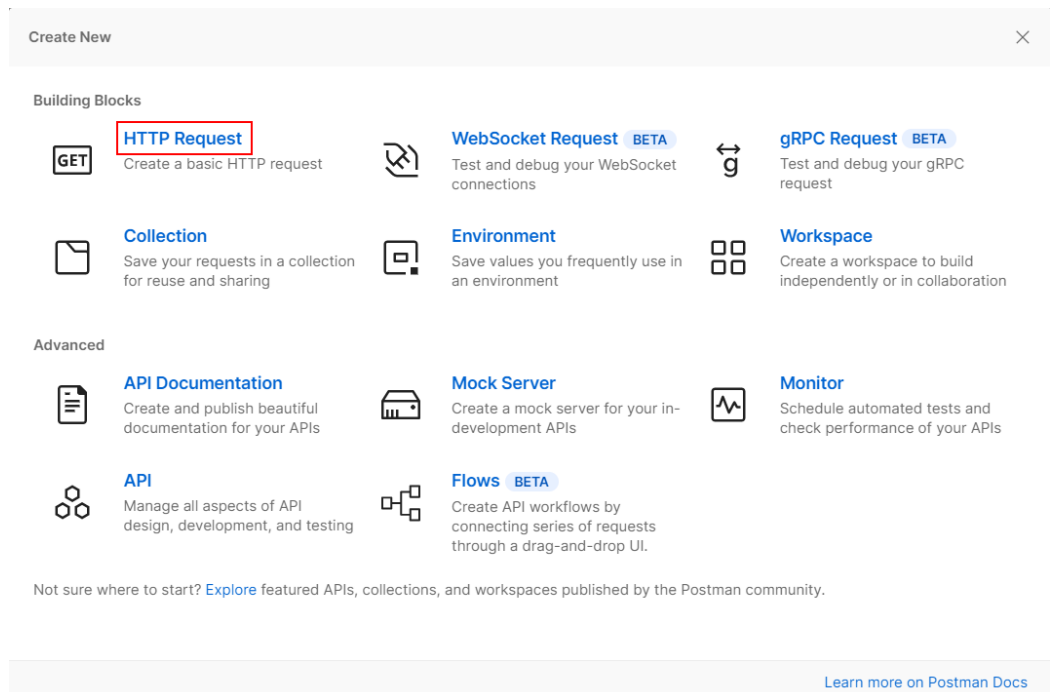 Create New
Building Blocks
GET
HTTP Request
Create a basic HTTP request
WebSocket Request BETA
Test and debug your WebSocket
connections
g
gRPC Request BETA
Test and debug your gRPC
request
Collection
Save your requests in a collection
for reuse and sharing
Environment
Save values you frequently use in
an environment
Workspace
Create a workspace to build
independently or in collaboration
Advanced
API Documentation
Create and publish beautiful
documentation for your APIs
Mock Server
Create a mock server for your in-
development APIs
Monitor
Schedule automated tests and
check performance of your APIs
API
Manage all aspects of API
design, development, and testing
Flows BETA
Create API workflows by
connecting series of requests
through a drag-and-drop UI.
Not sure where to start? Explore featured APIs, collections, and workspaces published by the Postman community.
Learn more on Postman Docs